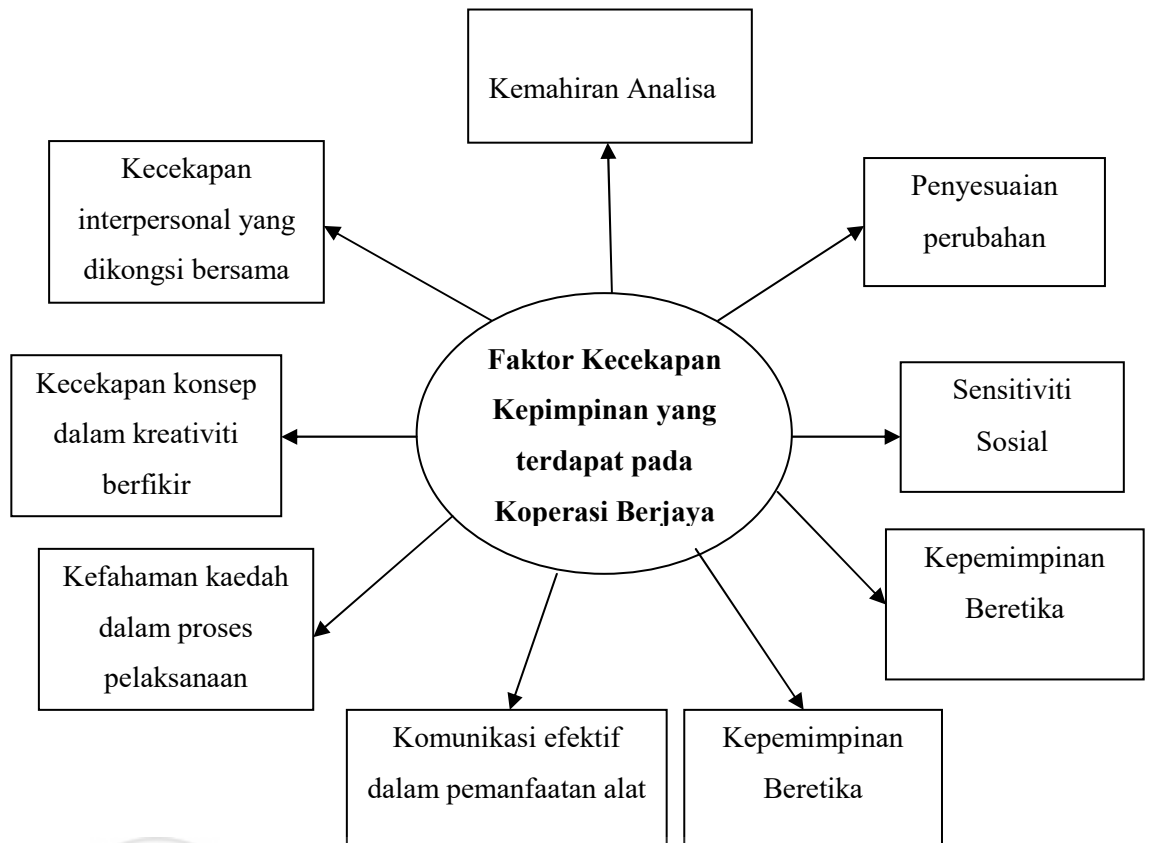 Kemahiran Analisa
Kecekapan
interpersonal yang
dikongsi bersama
Penyesuaian
perubahan
Faktor Kecekapan
Kepimpinan yang
terdapat pada
Koperasi Berjaya
Kecekapan konsep
dalam kreativiti
berfikir
Sensitiviti
Sosial
Kefahaman kaedah
dalam proses
pelaksanaan
Kepemimpinan
Beretika
Komunikasi efektif
dalam pemanfaatan alat
Kepemimpinan
Beretika